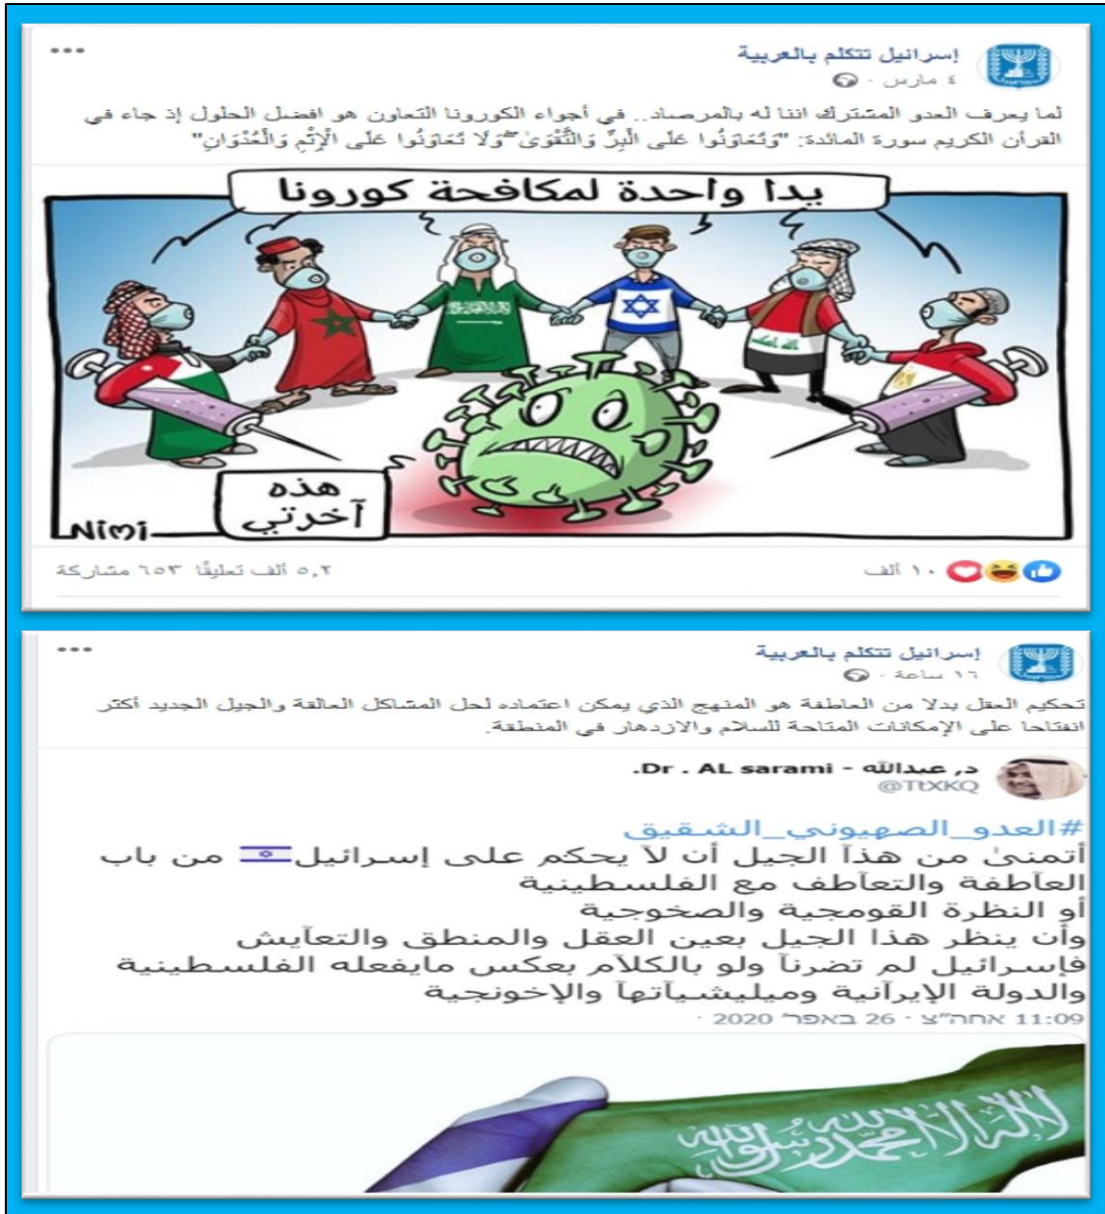 إسرائيل تتكلم بالعربية
٤ مارس ·
لما يعرف العدو المشترك اننا له بالمرصاد.. في أجواء الكورونا التعاون هو افضل الحلول إذ جاء في
القرآن الكريم سورة المائدة: "وَتَعَاوَنُوا عَلَى الْبِرِّ وَالتَّقْوَىٰ ۖ وَلَا تَعَاوَنُوا عَلَى الْإِثْمِ وَالْعُدْوَانِ"
يدا واحدة لمكافحة كورونا
هذه
آخرتي
Nimi
١٠ ألف
٥,٢ ألف تعليقًا ٦٥٣ مشاركة
إسرائيل تتكلم بالعربية
١٦ ساعة ·
تحكيم العقل بدلا من العاطفة هو المنهج الذي يمكن اعتماده لحل المشاكل العالقة والجيل الجديد أكثر
انفتاحا على الإمكانات المتاحة للسلام والازدهار في المنطقة.
د, عبدالله - Dr . AL sarami.
@TtXKQ
#العدو_الصهيوني_الشقيق
أتمنىٰ من هذآ الجيل أن لآ يحكم على إسرائيل من باب
العآطفة والتعآطف مع الفلسطينية
أو النظرة القومجية والصخوجية
وأن ينظر هذا الجيل بعين العقل والمنطق والتعآيش
فإسرائيل لم تضرنآ ولو بالكلآم بعكس مايفعله الفلسطينية
والدولة الإيرآنية وميليشيآتهآ والإخونجية
11:09 אחה״צ · 26 באפר׳ 2020 ·
لا إله إلا الله محمد رسول الله